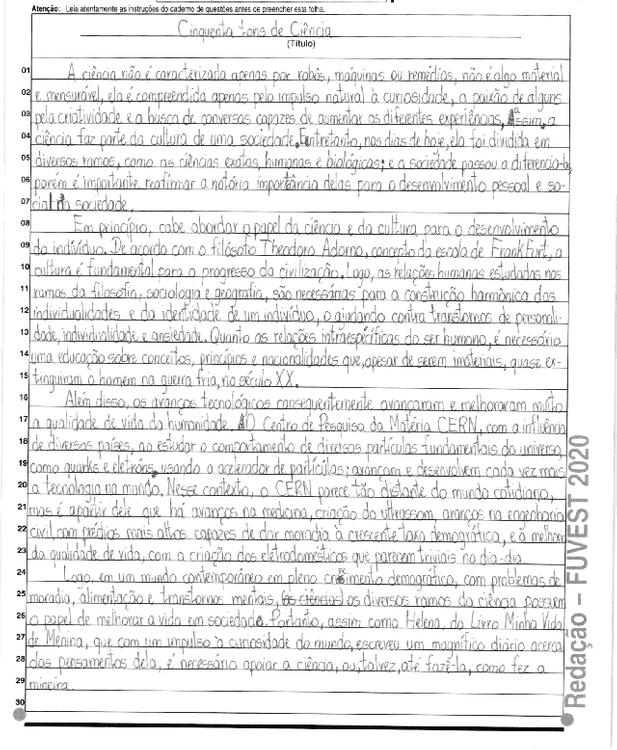 Atenção: Leia atentamente as instruções do caderno de questões antes de preencher esta folha.
Cinquenta tons de Ciência
(Título)
01 A ciência não é caracterizada apenas por robôs, máquinas ou remédios, não é algo material
02 e mensurável, ela é compreendida apenas pelo impulso natural à curiosidade, a paixão de alguns
03 pela criatividade e a busca de conversas capazes de aumentar as diferentes experiências. Assim, a
04 ciência faz parte da cultura de uma sociedade. Entretanto, nos dias de hoje, ela foi dividida em
05 diversos ramos, como as ciências exatas, humanas e biológicas; e a sociedade passou a diferenciá-las,
06 porém é importante reafirmar a notória importância delas para o desenvolvimento pessoal e so-
07 cial na sociedade.
08 Em princípio, cabe abordar o papel da ciência e da cultura para o desenvolvimento
09 do indivíduo. De acordo com o filósofo Theodoro Adorno, concepto da escola de Frankfurt, a
10 cultura é fundamental para o progresso da civilização. Logo, as relações humanas estudadas nos
11 ramos da filosofia, sociologia e geografia, são necessárias para a construção harmônica das
12 individualidades e da identidade de um indivíduo, o ajudando contra transtornos de personali-
13 dade, individualidade e ansiedade. Quanto as relações intraespecíficas do ser humano, é necessário
14 uma educação sobre conceitos, princípios e nacionalidades que, apesar de serem imateriais, quase ex-
15 tinguiram o homem na guerra fria, no século XX.
16 Além disso, os avanços tecnológicos consequentemente avançaram e melhoraram muito
17 a qualidade de vida da humanidade. O Centro de Pesquisa da Matéria CERN, com a influência
18 de diversos países, ao estudar o comportamento de diversas partículas fundamentais do universo,
19 como quarks e elétrons, usando o acelerador de partículas; avançam e desenvolvem cada vez mais
20 a tecnologia no mundo. Nesse contexto, o CERN parece tão distante do mundo cotidiano,
21 mas é apartir dele que há avanços na medicina, criação do ultrassom, avanços na engenharia
22 civil, com prédios mais altos capazes de dar moradia à crescente taxa demográfica, e a melhora
23 da qualidade de vida, com a criação dos eletrodomésticos que parecem triviais no dia-dia.
24 Logo, em um mundo contemporâneo em pleno crescimento demográfico, com problemas de
25 moradia, alimentação e transtornos mentais, as ciências os diversos ramos da ciência possuem
26 o papel de melhorar a vida em sociedade. Portanto, assim como Helena, do Livro Minha Vida
27 de Menina, que com um impulso à curiosidade do mundo, escreveu um magnífico diário acerca
28 dos pensamentos dela, é necessário apoiar a ciência, ou, talvez, até fazê-la, como fez a
29 mineira.
30
Redação – FUVEST 2020